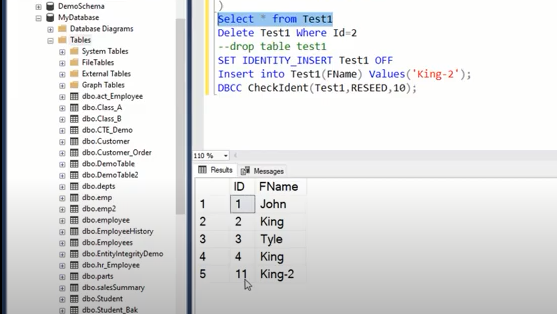 DemoSchema
MyDatabase
Database Diagrams
Tables
System Tables
FileTables
External Tables
Graph Tables
dbo.act_Employee
dbo.Class_A
dbo.Class_B
dbo.CTE_Demo
dbo.Customer
dbo.Customer_Order
dbo.DemoTable
dbo.DemoTable2
dbo.depts
dbo.emp
dbo.emp2
dbo.employee
dbo.EmployeeHistory
dbo.Employees
dbo.EntityIntegrityDemo
dbo.hr_Employee
dbo.parts
dbo.salesSummary
dbo.Student
dbo.Student_Bak
)
Select * from Test1
Delete Test1 Where Id=2
--drop table test1
SET IDENTITY_INSERT Test1 OFF
Insert into Test1(FName) Values('King-2');
DBCC CheckIdent(Test1,RESEED,10);
110 %
Results Messages
ID FName
1 1 John
2 2 King
3 3 Tyle
4 4 King
5 11 King-2